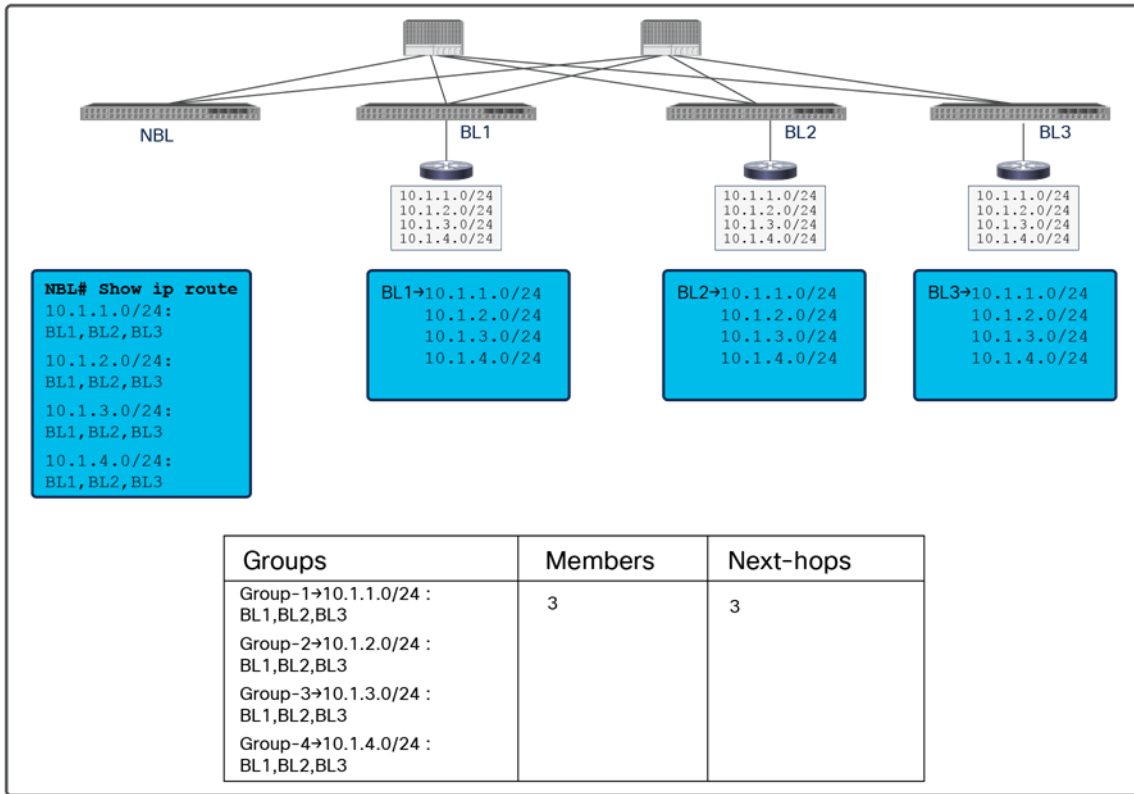 NBL
BL1
BL2
BL3
10.1.1.0/24
10.1.2.0/24
10.1.3.0/24
10.1.4.0/24
10.1.1.0/24
10.1.2.0/24
10.1.3.0/24
10.1.4.0/24
10.1.1.0/24
10.1.2.0/24
10.1.3.0/24
10.1.4.0/24
NBL# Show ip route
10.1.1.0/24:
BL1,BL2,BL3
10.1.2.0/24:
BL1,BL2,BL3
10.1.3.0/24:
BL1,BL2,BL3
10.1.4.0/24:
BL1,BL2,BL3
BL1→10.1.1.0/24
10.1.2.0/24
10.1.3.0/24
10.1.4.0/24
BL2→10.1.1.0/24
10.1.2.0/24
10.1.3.0/24
10.1.4.0/24
BL3→10.1.1.0/24
10.1.2.0/24
10.1.3.0/24
10.1.4.0/24
Groups Members Next-hops
Group-1→10.1.1.0/24 :
BL1,BL2,BL3
3 3
Group-2→10.1.2.0/24 :
BL1,BL2,BL3
Group-3→10.1.3.0/24 :
BL1,BL2,BL3
Group-4→10.1.4.0/24 :
BL1,BL2,BL3